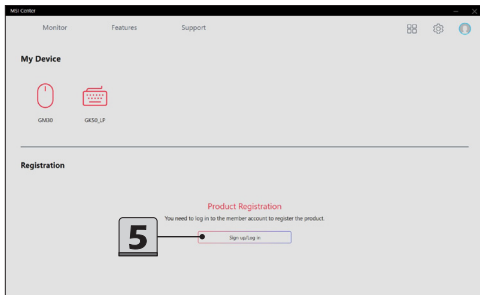 MSI Center
Monitor Features Support
My Device
GM30 GK50_LP
Registration
Product Registration
You need to log in to the member account to register the product.
5
Sign up/Log in